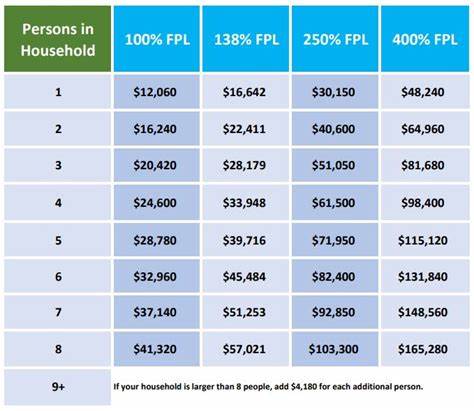 Persons in Household 100% FPL 138% FPL 250% FPL 400% FPL
1 $12,060 $16,642 $30,150 $48,240
2 $16,240 $22,411 $40,600 $64,960
3 $20,420 $28,179 $51,050 $81,680
4 $24,600 $33,948 $61,500 $98,400
5 $28,780 $39,716 $71,950 $115,120
6 $32,960 $45,484 $82,400 $131,840
7 $37,140 $51,253 $92,850 $148,560
8 $41,320 $57,021 $103,300 $165,280
9+ If your household is larger than 8 people, add $4,180 for each additional person.